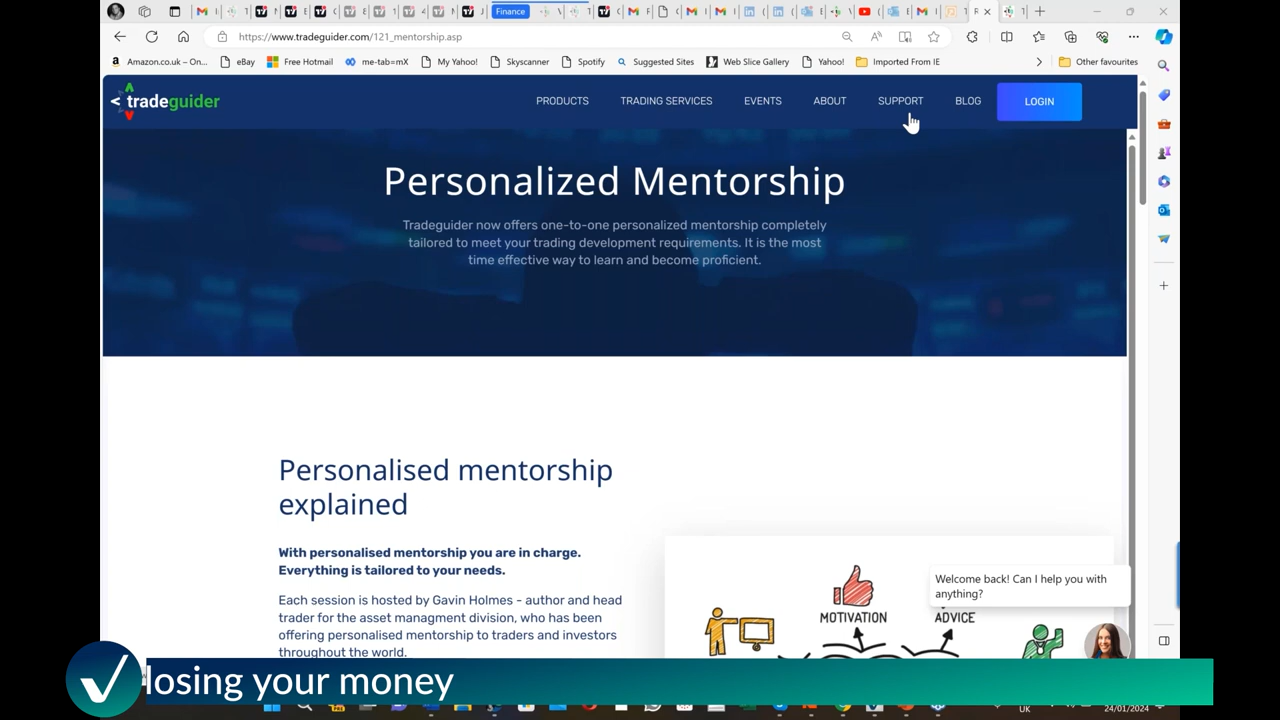 Finance
https://www.tradeguider.com/121_mentorship.asp
Amazon.co.uk – On...
eBay
Free Hotmail
me-tab=mX
My Yahoo!
Skyscanner
Spotify
Suggested Sites
Web Slice Gallery
Yahoo!
Imported From IE
Other favourites
tradeguider
PRODUCTS
TRADING SERVICES
EVENTS
ABOUT
SUPPORT
BLOG
LOGIN
Personalized Mentorship
Tradeguider now offers one-to-one personalized mentorship completely
tailored to meet your trading development requirements. It is the most
time effective way to learn and become proficient.
Personalised mentorship
explained
With personalised mentorship you are in charge.
Everything is tailored to your needs.
Each session is hosted by Gavin Holmes - author and head
trader for the asset managment division, who has been
offering personalised mentorship to traders and investors
throughout the world.
MOTIVATION
ADVICE
Welcome back! Can I help you with
anything?
losing your money
UK
24/01/2024